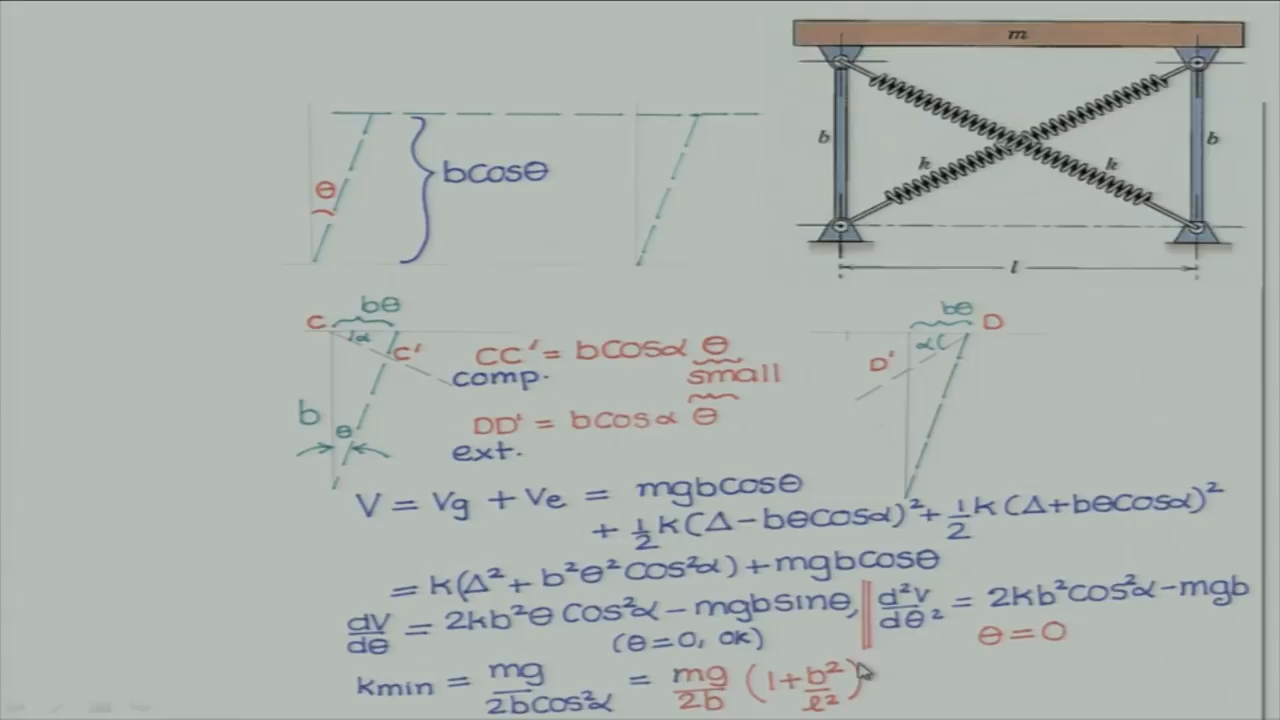 m
b
b
k
k
l
θ
bcosθ
bθ
C
α
C'
b
θ
CC' = bcosα θ
comp.
small
DD' = bcosα θ
ext.
bθ
D
α
D'
V = Vg + Ve = mgbcosθ
+ 1/2 k(Δ-bθcosα)² + 1/2 k(Δ+bθcosα)²
= k(Δ² + b²θ²cos²α) + mgbcosθ
dV/dθ = 2kb²θcos²α - mgbsinθ, || d²V/dθ² = 2kb²cos²α - mgb
(θ=0, OK)
θ=0
kmin = mg/2bcos²α = mg/2b (1+b²/l²)